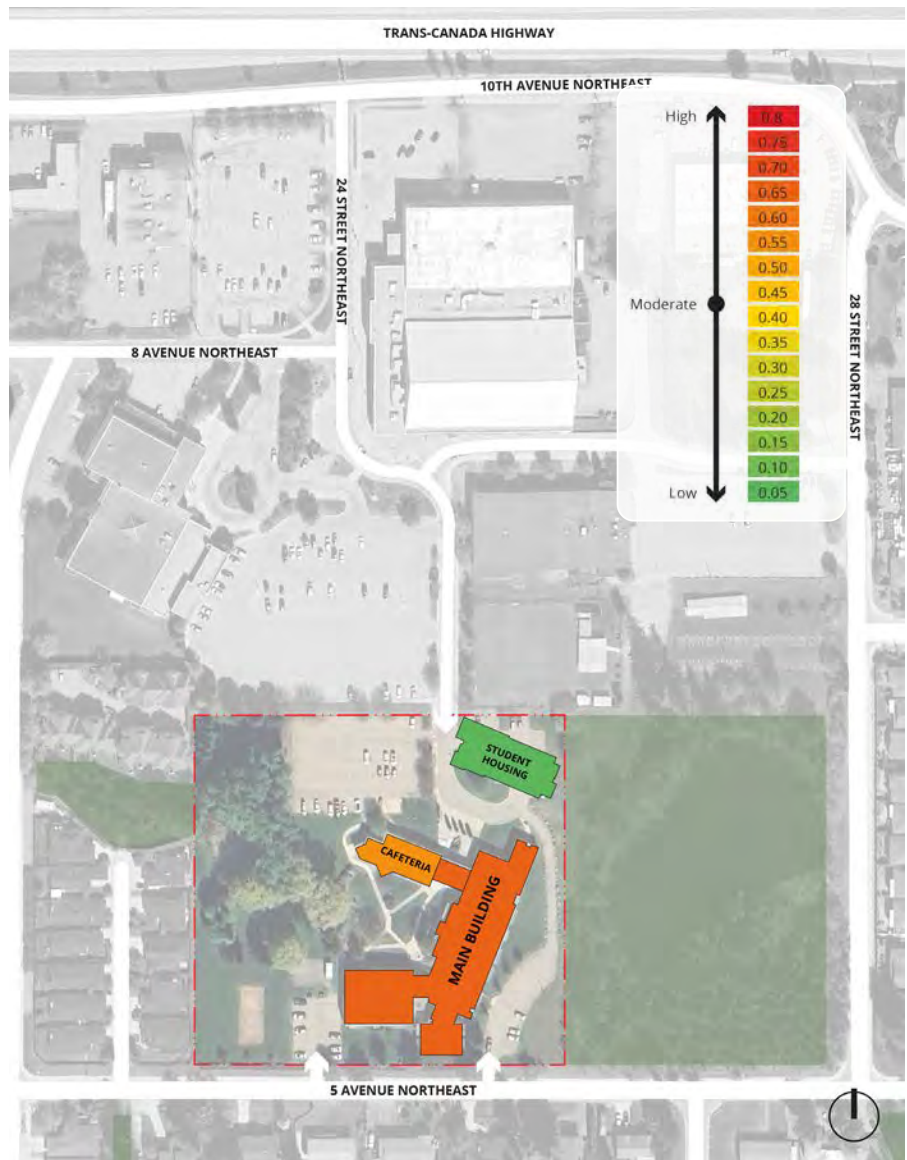 TRANS-CANADA HIGHWAY
10TH AVENUE NORTHEAST
High
Moderate
Low
0.8
0.75
0.70
0.65
0.60
0.55
0.50
0.45
0.40
0.35
0.30
0.25
0.20
0.15
0.10
0.05
24 STREET NORTHEAST
28 STREET NORTHEAST
8 AVENUE NORTHEAST
STUDENT
HOUSING
CAFETERIA
MAIN BUILDING
5 AVENUE NORTHEAST